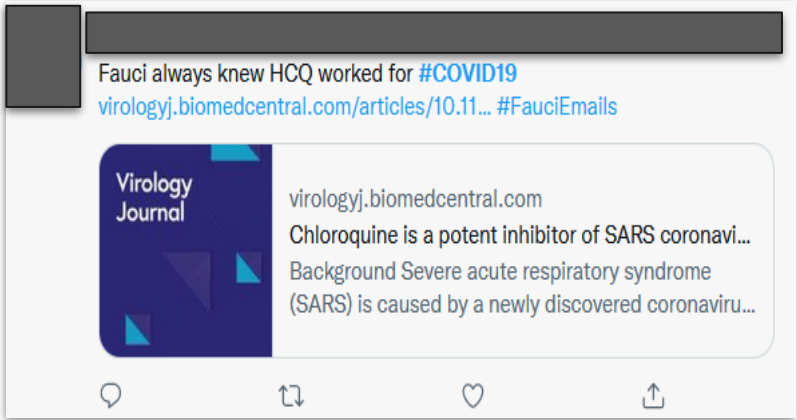 Fauci always knew HCQ worked for #COVID19
virologyj.biomedcentral.com/articles/10.11... #FauciEmails
Virology
Journal
virologyj.biomedcentral.com
Chloroquine is a potent inhibitor of SARS coronavi...
Background Severe acute respiratory syndrome
(SARS) is caused by a newly discovered coronaviru...